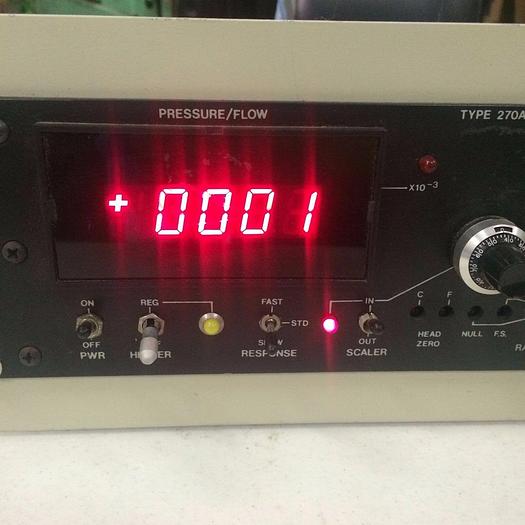 PRESSURE/FLOW
TYPE 270A
+ 0001
X10 -3
ON
REG
FAST
IN
C F
STD
OFF
SLOW
OUT
HEAD
ZERO
NULL F.S.
PWR
HEATER
RESPONSE
SCALER